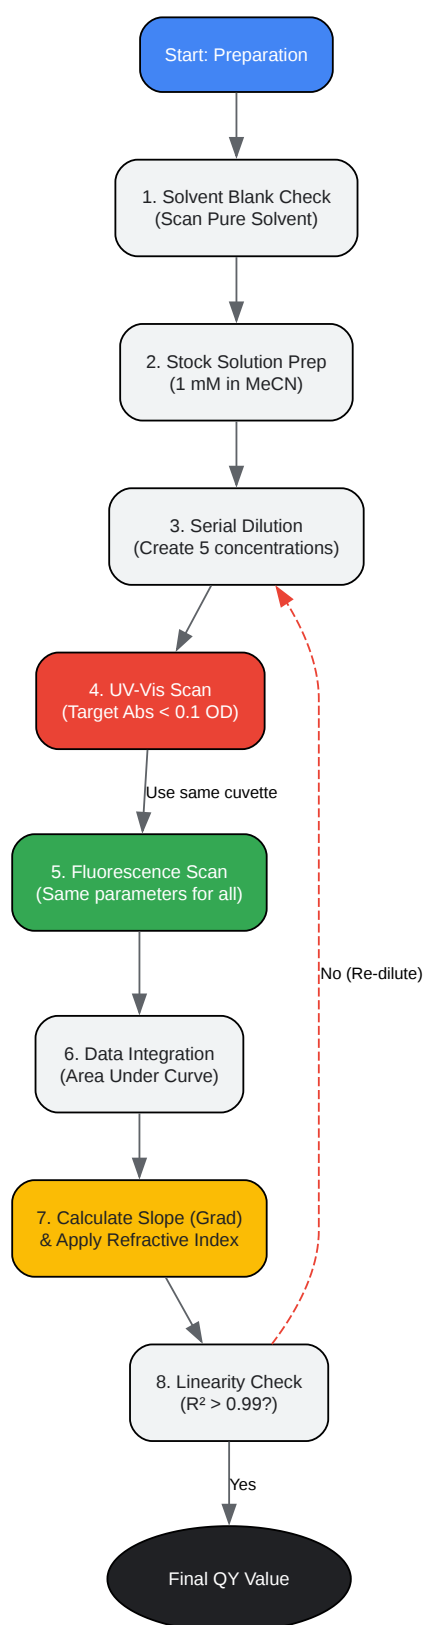 Start: Preparation
1. Solvent Blank Check
(Scan Pure Solvent)
2. Stock Solution Prep
(1 mM in MeCN)
3. Serial Dilution
(Create 5 concentrations)
4. UV-Vis Scan
(Target Abs < 0.1 OD)
Use same cuvette
5. Fluorescence Scan
(Same parameters for all)
No (Re-dilute)
6. Data Integration
(Area Under Curve)
7. Calculate Slope (Grad)
& Apply Refractive Index
8. Linearity Check
(R² > 0.99?)
Yes
Final QY Value